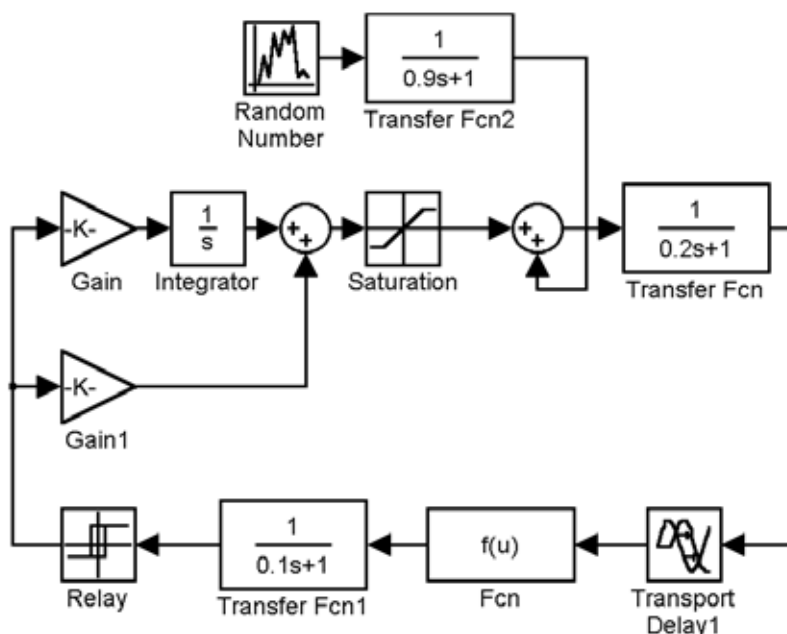 1
0.9s+1
Random
Number
Transfer Fcn2
-K-
1
s
+
+
+
+
1
0.2s+1
Gain
Integrator
Saturation
Transfer Fcn
-K-
Gain1
1
0.1s+1
f(u)
Relay
Transfer Fcn1
Fcn
Transport
Delay1